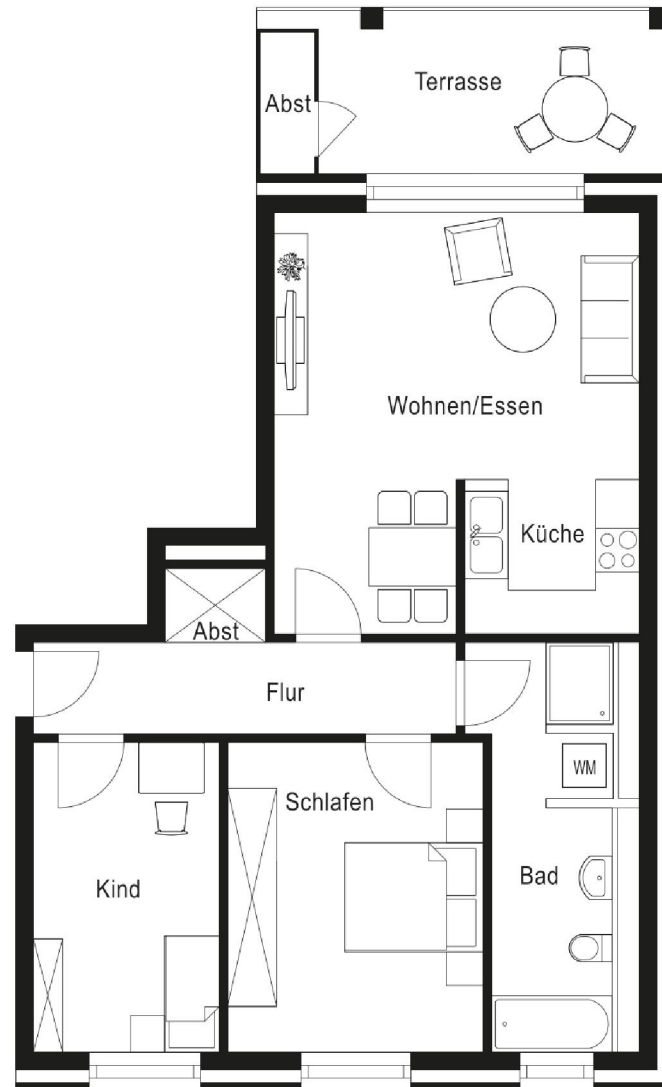 Terrasse
Abst
Wohnen/Essen
Küche
Abst
Flur
Schlafen
WM
Kind
Bad